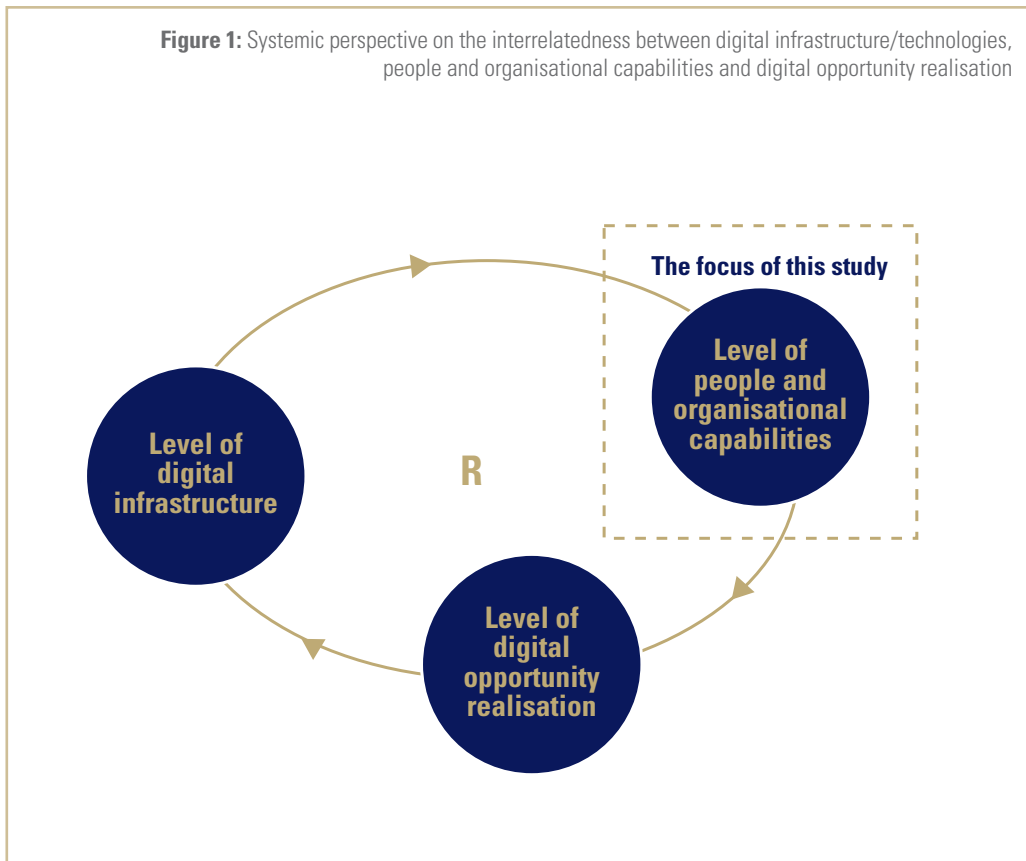 Figure 1: Systemic perspective on the interrelatedness between digital infrastructure/technologies,
people and organisational capabilities and digital opportunity realisation
The focus of this study
Level of
people and
organisational
capabilities
Level of
digital
infrastructure
R
Level of
digital
opportunity
realisation